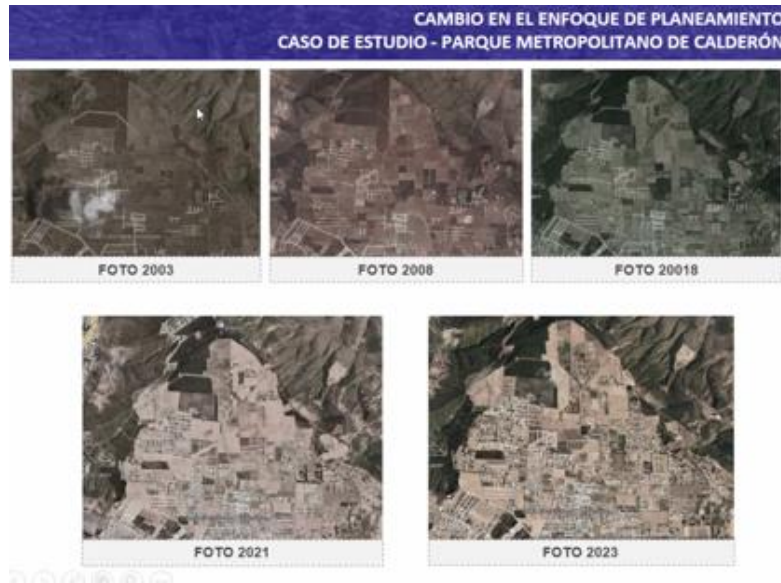 CAMBIO EN EL ENFOQUE DE PLANEAMIENTO
CASO DE ESTUDIO - PARQUE METROPOLITANO DE CALDERÓN
FOTO 2003
FOTO 2008
FOTO 20018
FOTO 2021
FOTO 2023